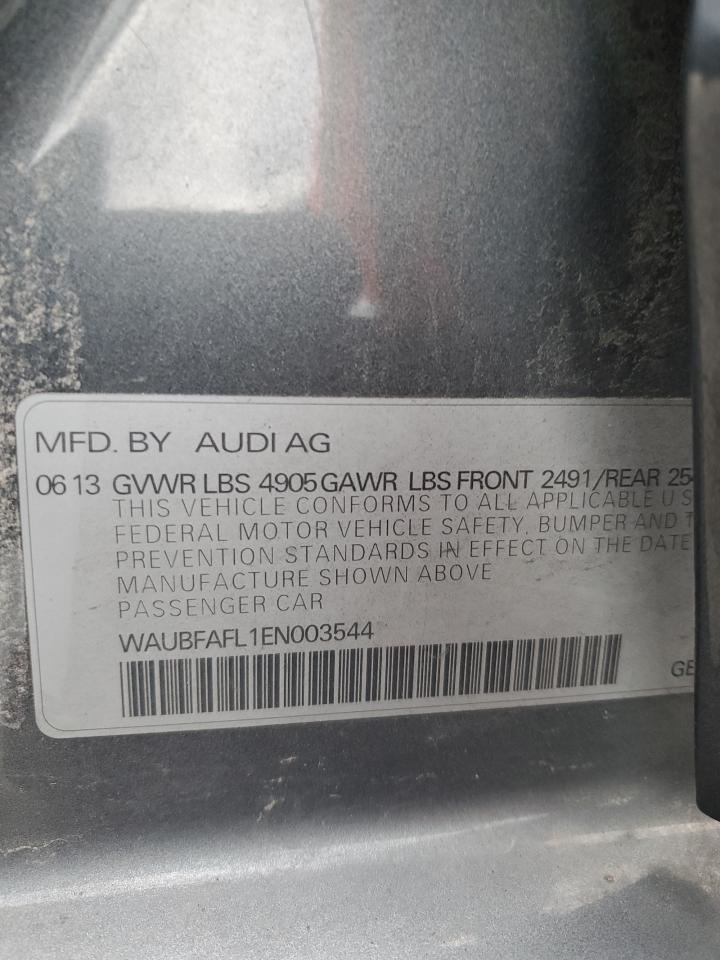 MFD. BY AUDI AG
06 13 GVWR LBS 4905 GAWR LBS FRONT 2491/REAR 25
THIS VEHICLE CONFORMS TO ALL APPLICABLE U S
FEDERAL MOTOR VEHICLE SAFETY, BUMPER AND T
PREVENTION STANDARDS IN EFFECT ON THE DATE
MANUFACTURE SHOWN ABOVE
PASSENGER CAR
WAUBFAFL1EN003544
GE